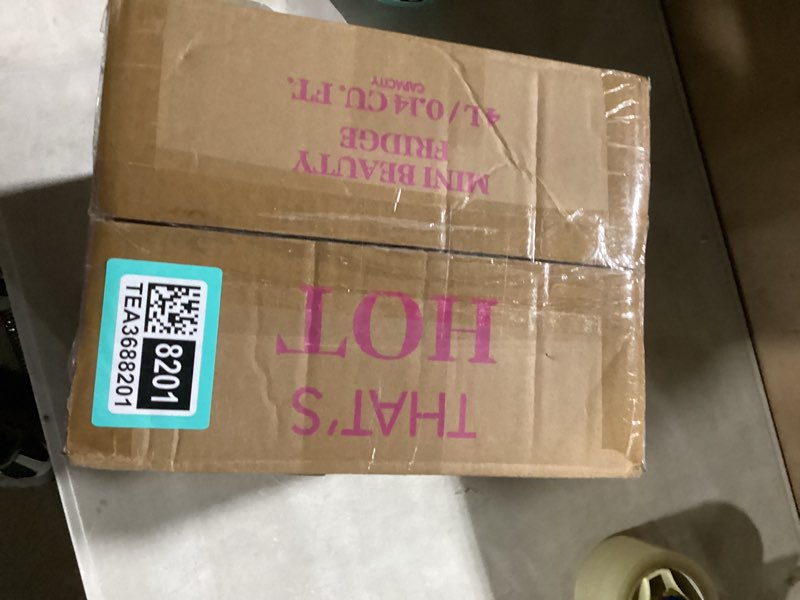 THAT'S
HOT
MINI BEAUTY
FRIDGE
4L / 0.14 CU. FT.
CAPACITY
8201
TEA3688201